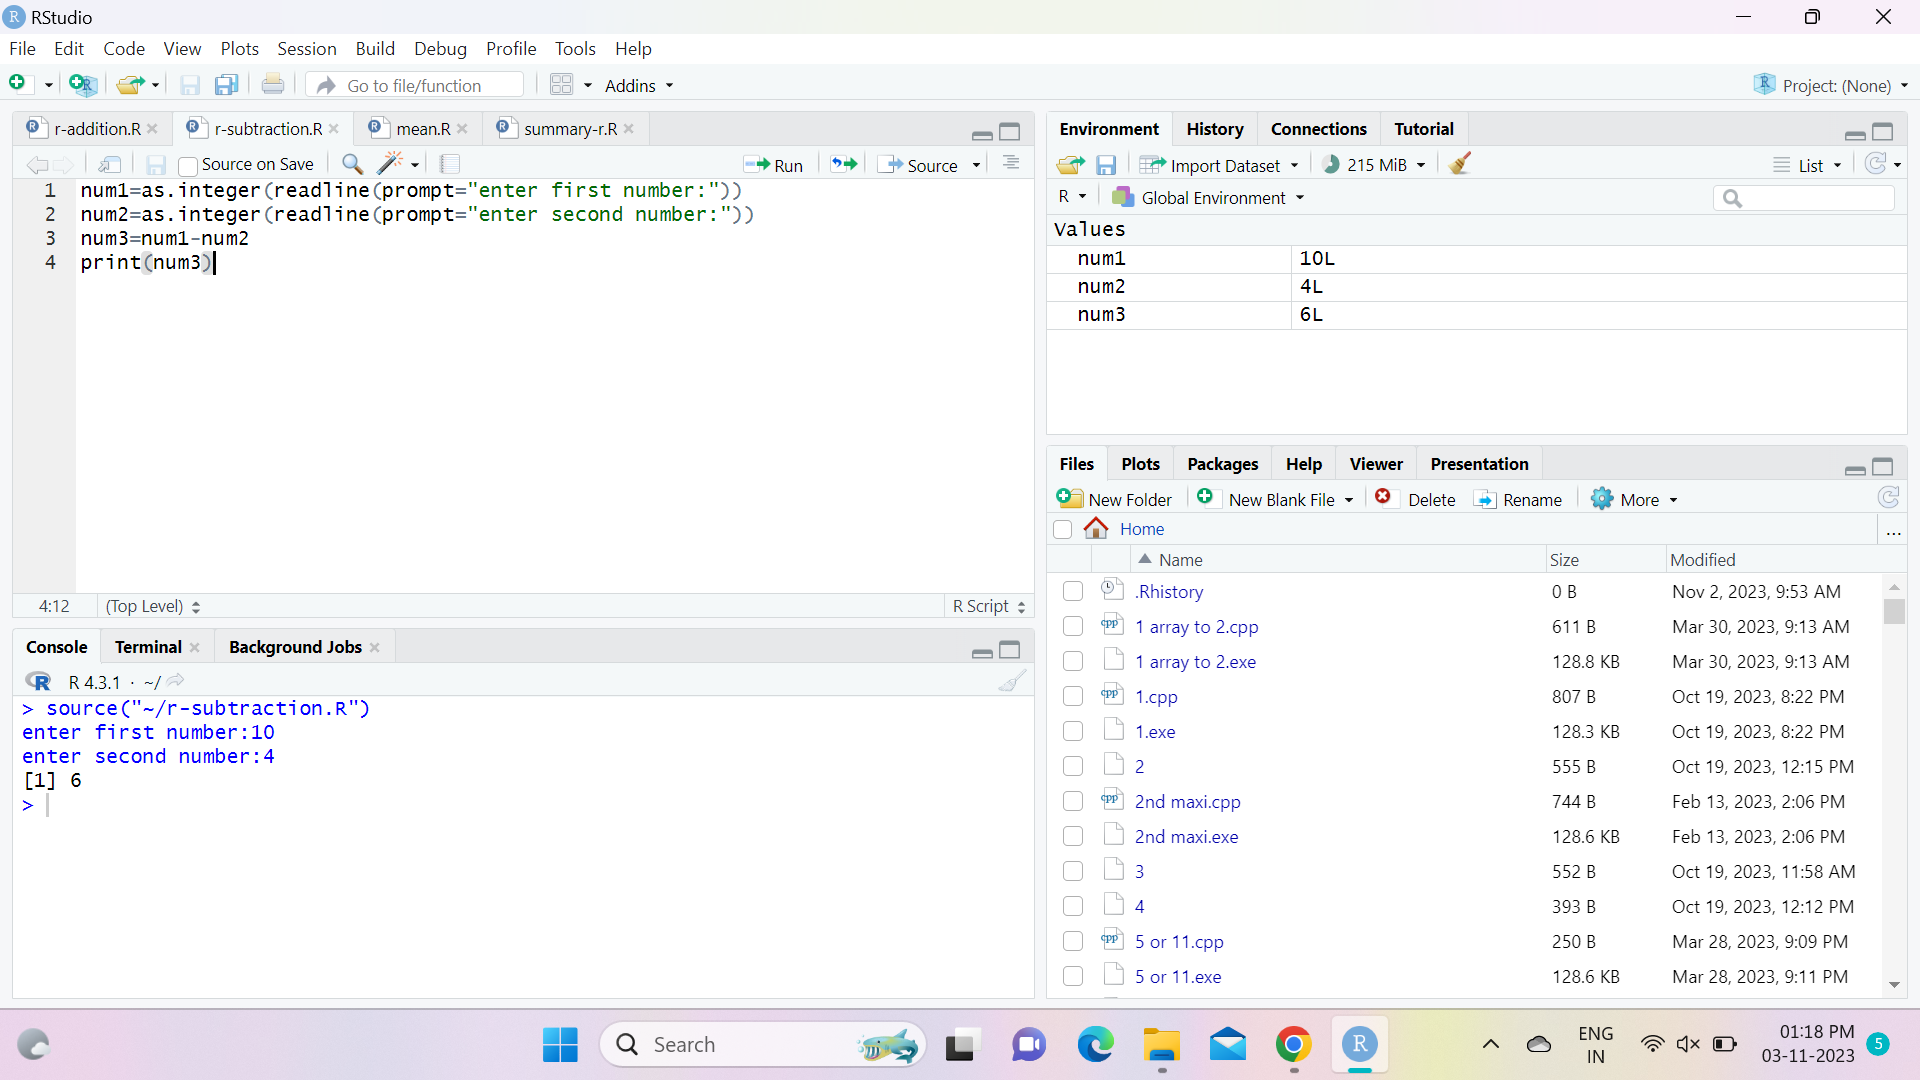 RStudio
File Edit Code View Plots Session Build Debug Profile Tools Help
Go to file/function Addins Project: (None)
r-addition.R r-subtraction.R mean.R summary-r.R
Source on Save Run Source
1 num1=as.integer(readline(prompt="enter first number:"))
2 num2=as.integer(readline(prompt="enter second number:"))
3 num3=num1-num2
4 print(num3)
4:12 (Top Level) R Script
Console Terminal Background Jobs
R 4.3.1 · ~/
> source("~/r-subtraction.R")
enter first number:10
enter second number:4
[1] 6
>
Environment History Connections Tutorial
Import Dataset 215 MiB List
R Global Environment
Values
num1 10L
num2 4L
num3 6L
Files Plots Packages Help Viewer Presentation
New Folder New Blank File Delete Rename More
Home ...
Name Size Modified
.Rhistory 0 B Nov 2, 2023, 9:53 AM
1 array to 2.cpp 611 B Mar 30, 2023, 9:13 AM
1 array to 2.exe 128.8 KB Mar 30, 2023, 9:13 AM
1.cpp 807 B Oct 19, 2023, 8:22 PM
1.exe 128.3 KB Oct 19, 2023, 8:22 PM
2 555 B Oct 19, 2023, 12:15 PM
2nd maxi.cpp 744 B Feb 13, 2023, 2:06 PM
2nd maxi.exe 128.6 KB Feb 13, 2023, 2:06 PM
3 552 B Oct 19, 2023, 11:58 AM
4 393 B Oct 19, 2023, 12:12 PM
5 or 11.cpp 250 B Mar 28, 2023, 9:09 PM
5 or 11.exe 128.6 KB Mar 28, 2023, 9:11 PM
Search
ENG
IN
01:18 PM
03-11-2023
5